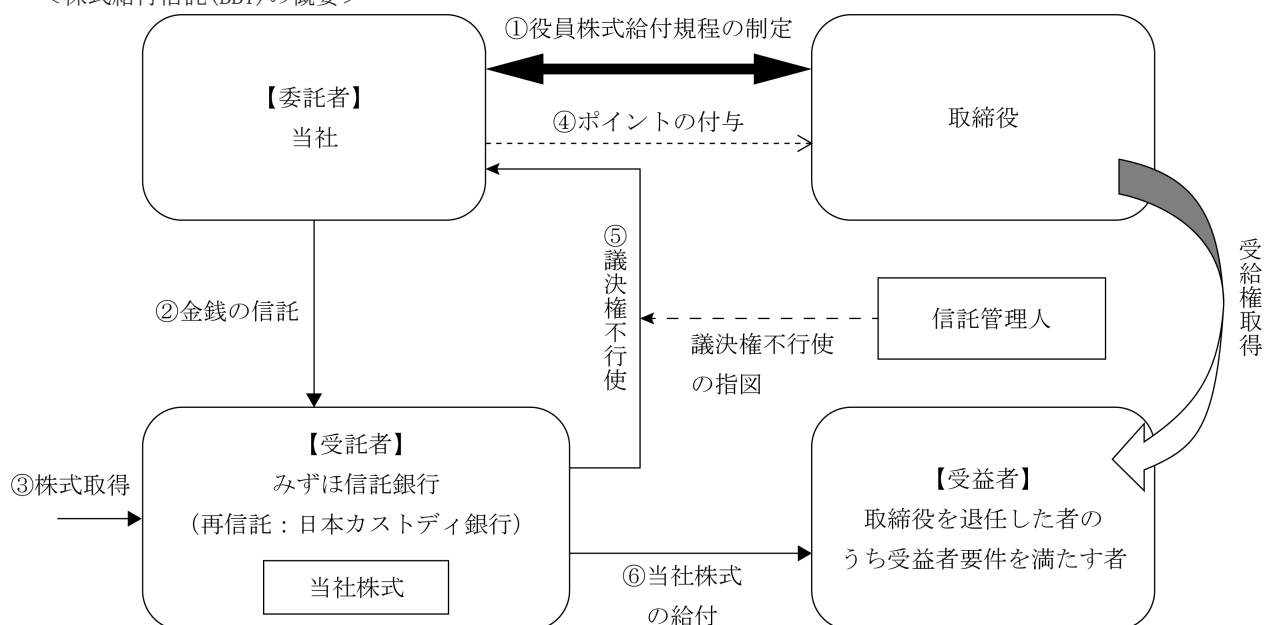 <株式給付信託(BBT)の概要>
①役員株式給付規程の制定
【委託者】
当社
④ポイントの付与
取締役
⑤議決権不行使
②金銭の信託
信託管理人
議決権不行使
の指図
受給権取得
【受託者】
みずほ信託銀行
(再信託：日本カストディ銀行)
当社株式
③株式取得
⑥当社株式
の給付
【受益者】
取締役を退任した者の
うち受益者要件を満たす者